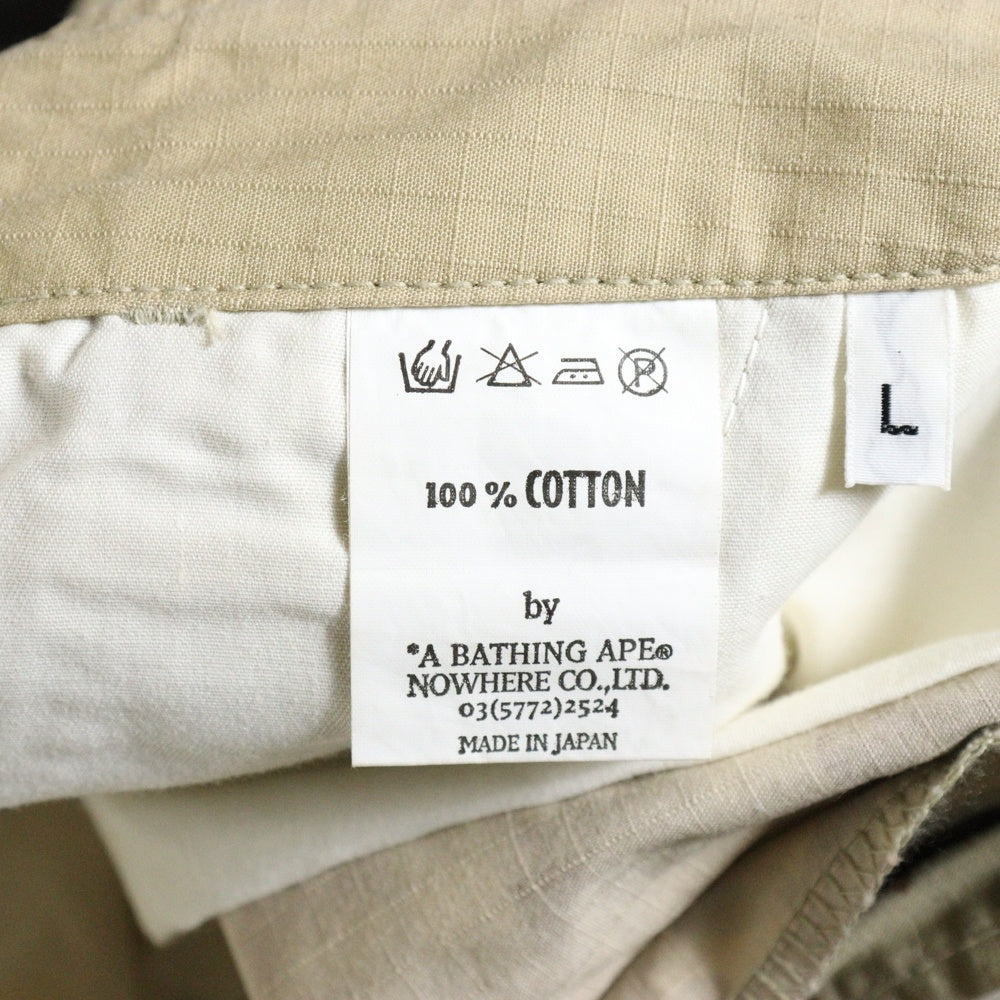 P
L
100 % COTTON
by
*A BATHING APE®
NOWHERE CO.,LTD.
03(5772)2524
MADE IN JAPAN